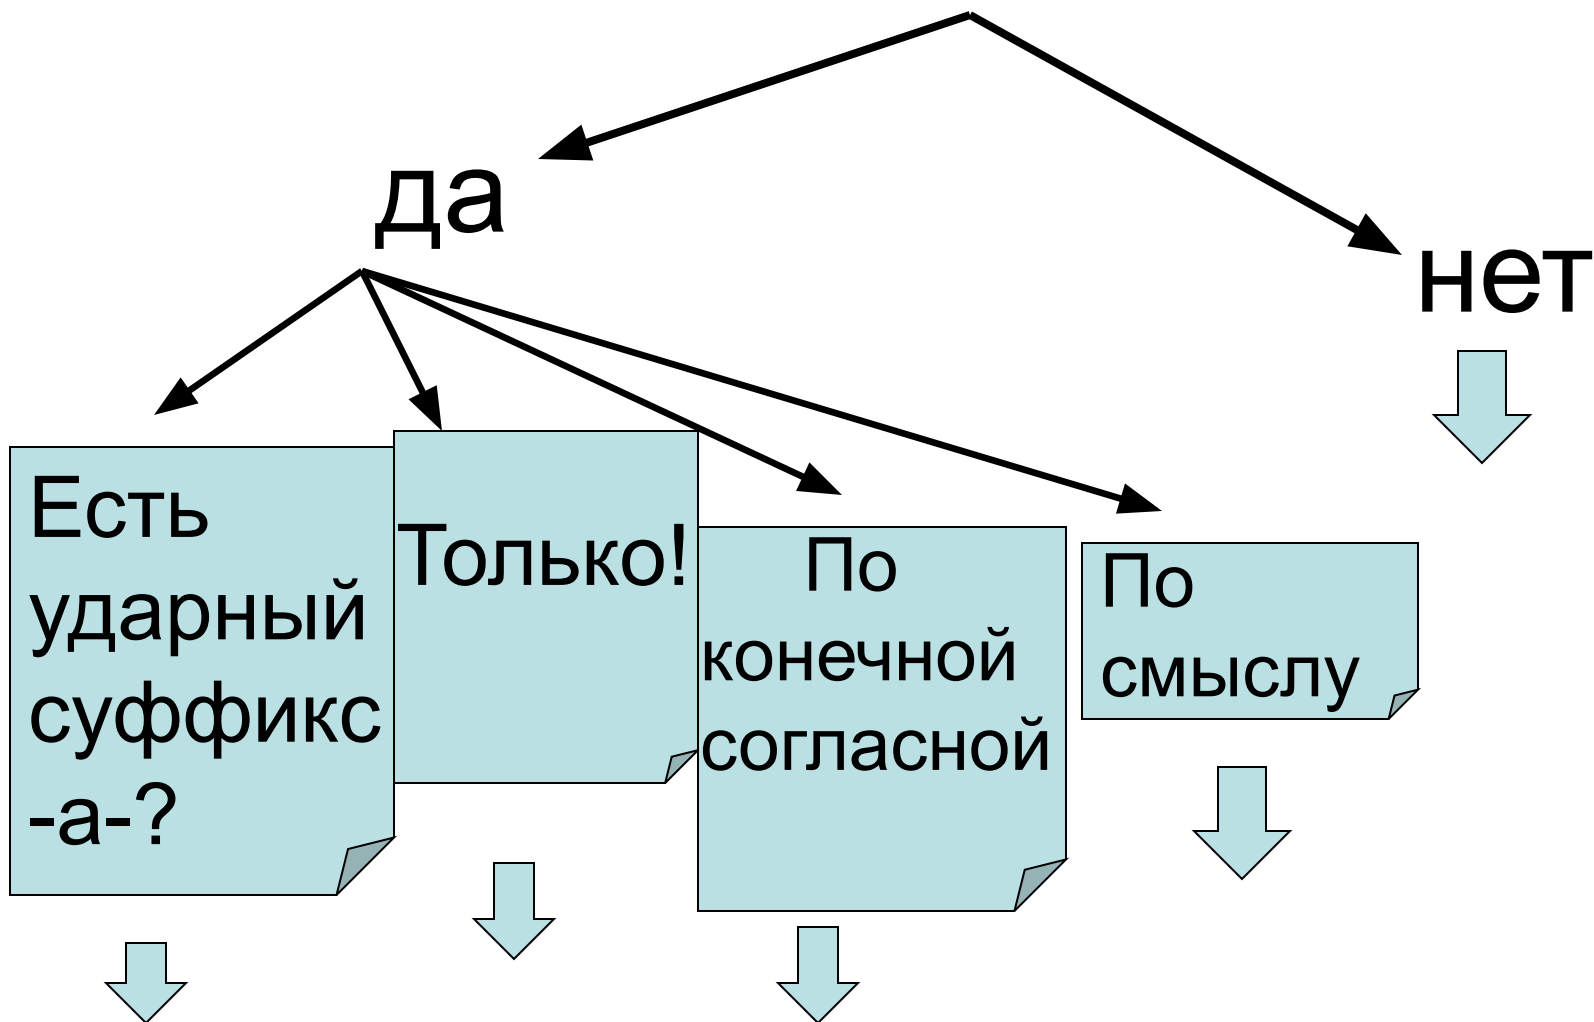 да
нет
Есть
ударный
суффикс
-а-?
Только!
По
конечной
согласной
По
смыслу